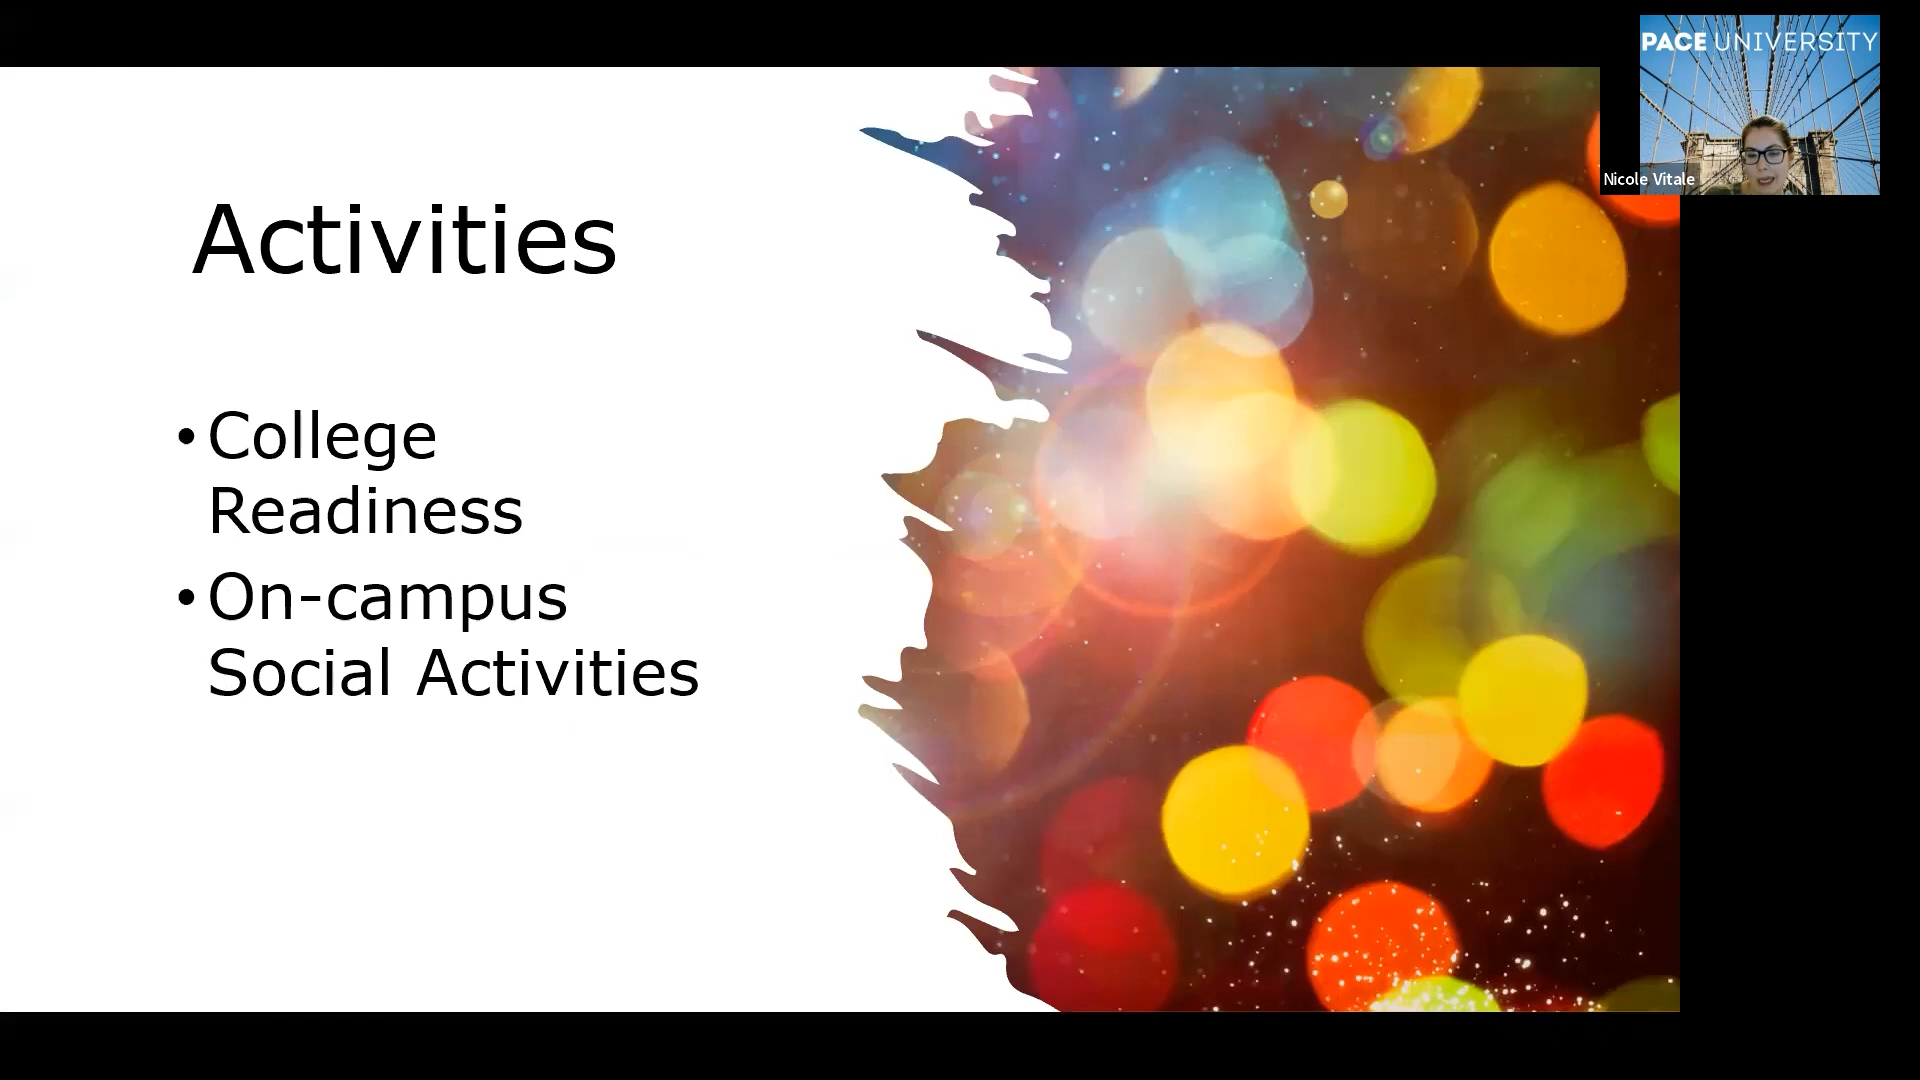 PACE UNIVERSITY
Nicole Vitale
Activities
• College
Readiness
• On-campus
Social Activities